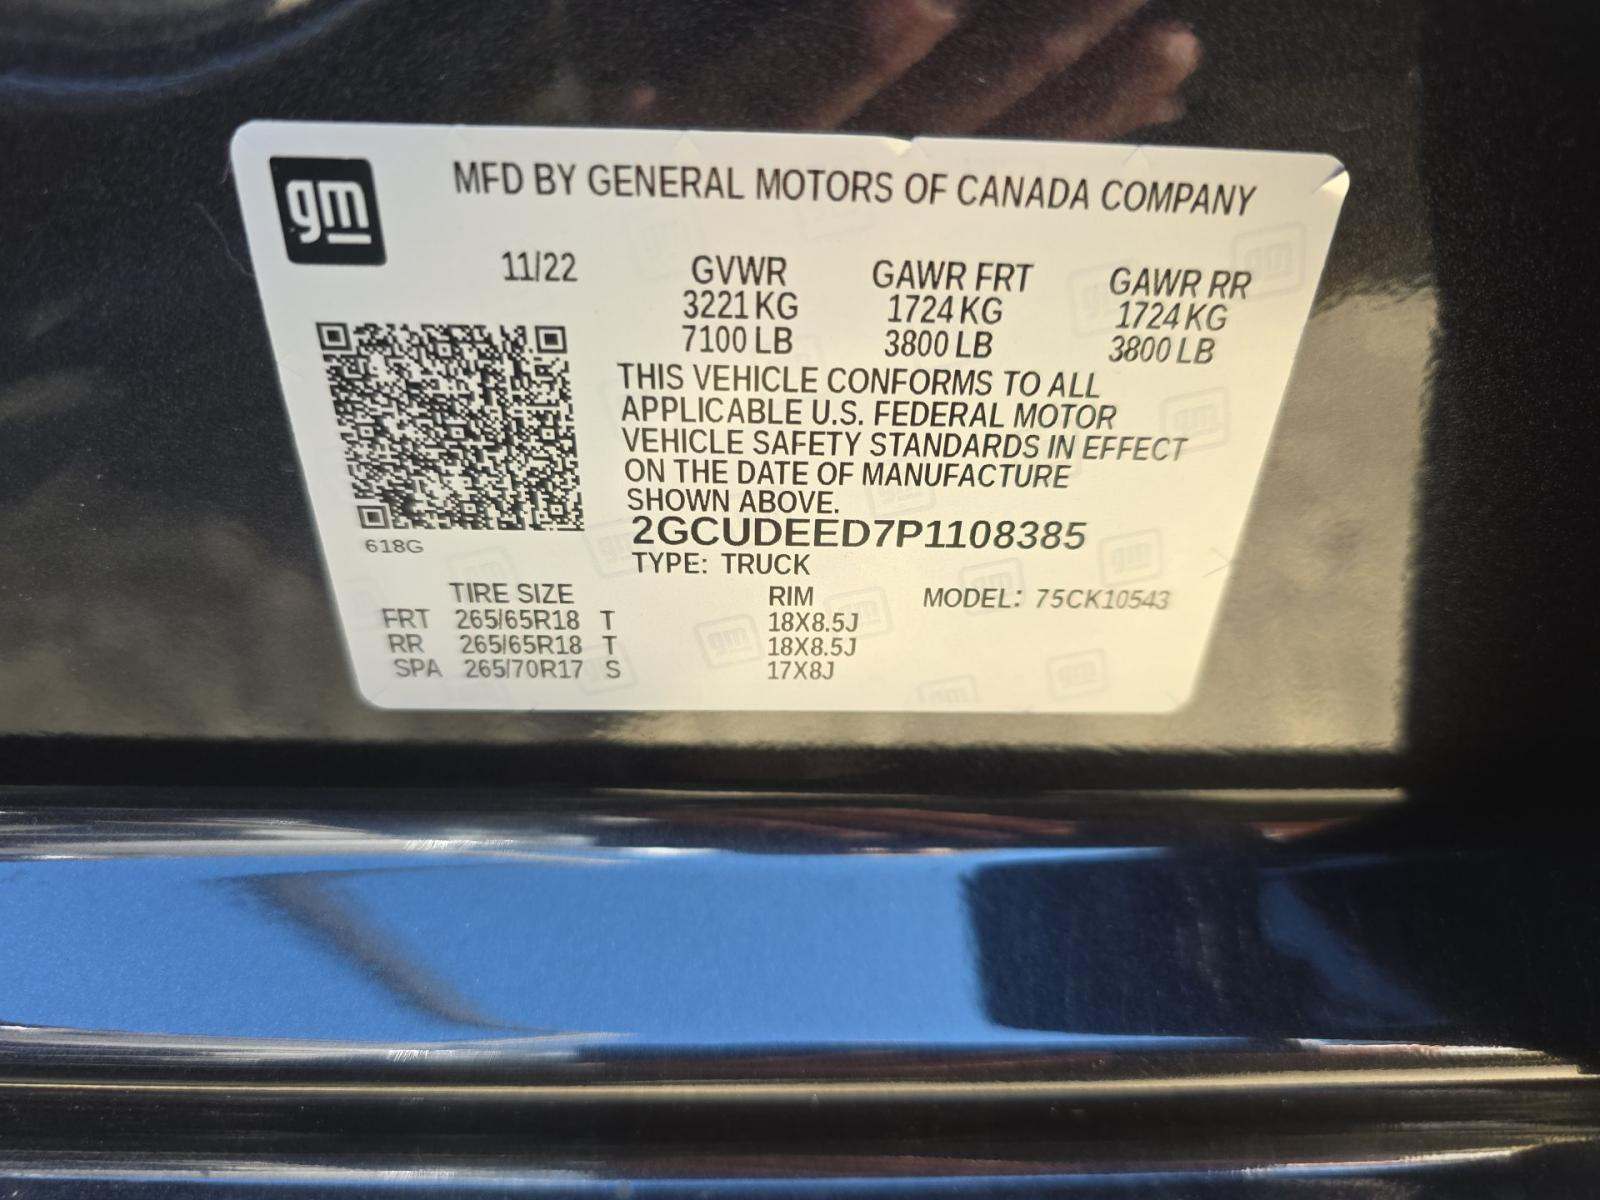 gm
MFD BY GENERAL MOTORS OF CANADA COMPANY
11/22
GVWR GAWR FRT GAWR RR
3221 KG 1724 KG 1724 KG
7100 LB 3800 LB 3800 LB
THIS VEHICLE CONFORMS TO ALL
APPLICABLE U.S. FEDERAL MOTOR
VEHICLE SAFETY STANDARDS IN EFFECT
ON THE DATE OF MANUFACTURE
SHOWN ABOVE.
2GCUDEED7P1108385
TYPE: TRUCK
618G
TIRE SIZE RIM MODEL: 75CK10543
FRT 265/65R18 T 18X8.5J
RR 265/65R18 T 18X8.5J
SPA 265/70R17 S 17X8J